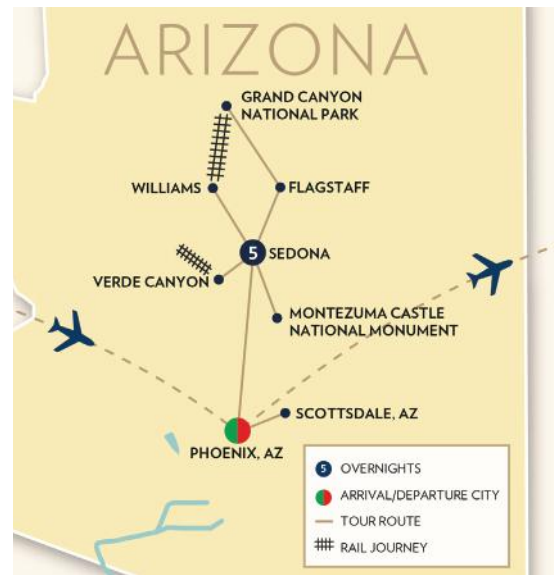 ARIZONA
GRAND CANYON
NATIONAL PARK
WILLIAMS
FLAGSTAFF
5
SEDONA
VERDE CANYON
MONTEZUMA CASTLE
NATIONAL MONUMENT
SCOTTSDALE, AZ
PHOENIX, AZ
5 OVERNIGHTS
ARRIVAL/DEPARTURE CITY
TOUR ROUTE
RAIL JOURNEY